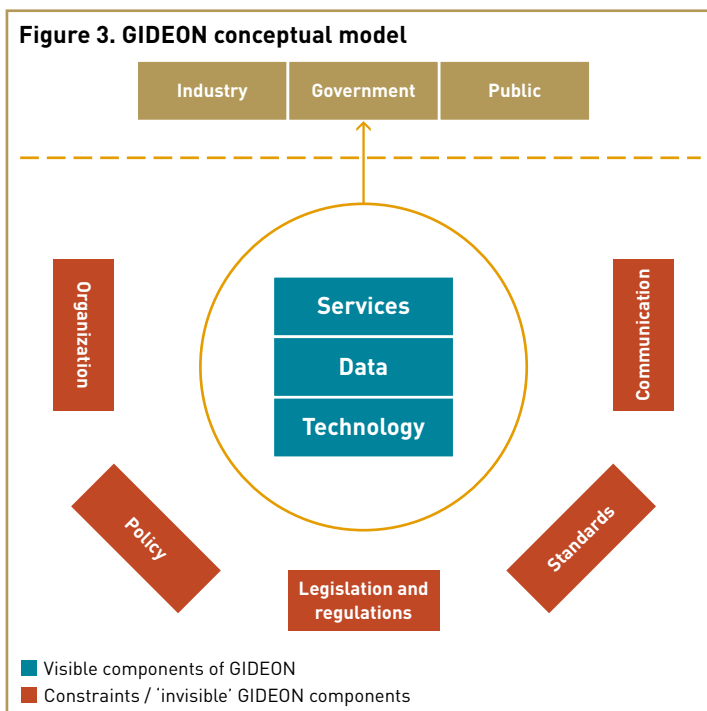 Figure 3. GIDEON conceptual model
Industry
Government
Public
Organization
Services
Data
Technology
Communication
Policy
Legislation and
regulations
Standards
Visible components of GIDEON
Constraints / ‘invisible’ GIDEON components